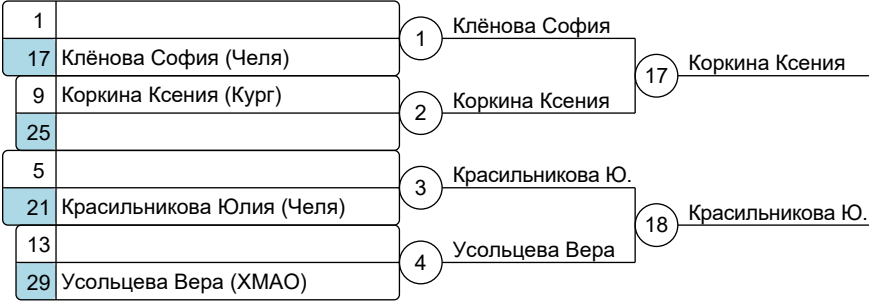 1
17 Клёнова София (Челя)
1
Клёнова София
9 Коркина Ксения (Кург)
25
2
Коркина Ксения
17
Коркина Ксения
5
21 Красильникова Юлия (Челя)
3
Красильникова Ю.
13
29 Усольцева Вера (ХМАО)
4
Усольцева Вера
18
Красильникова Ю.